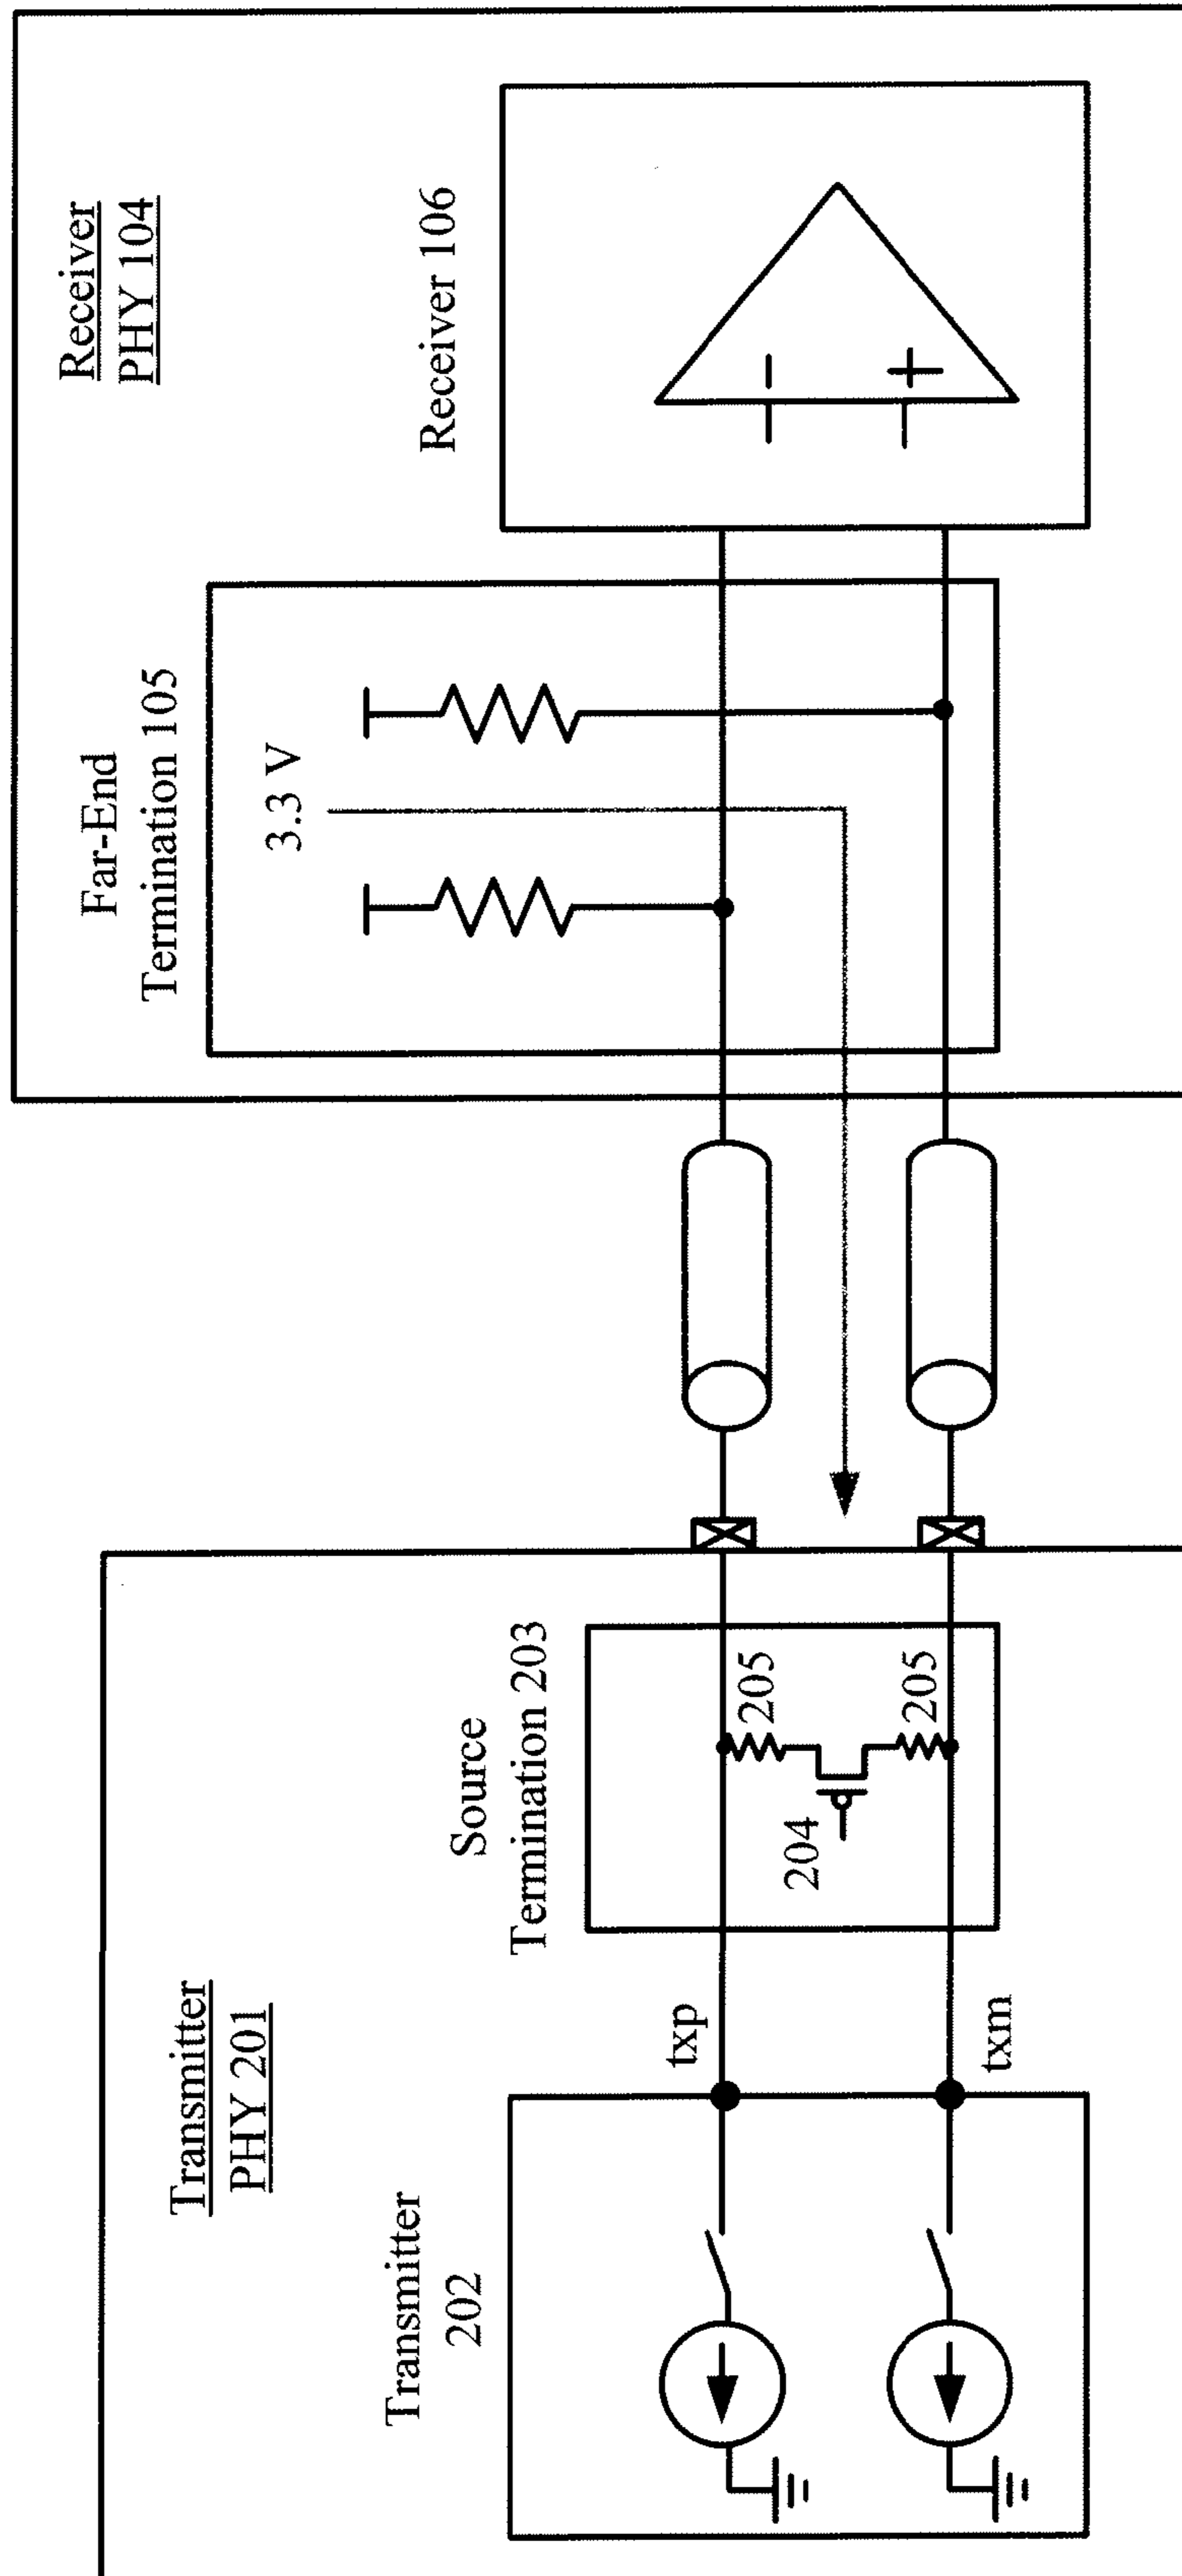 Transmitter
PHY 201
Transmitter
202
txp
txm
Source
Termination 203
204
205
205
Far-End
Termination 105
3.3 V
Receiver
PHY 104
Receiver 106
−
+